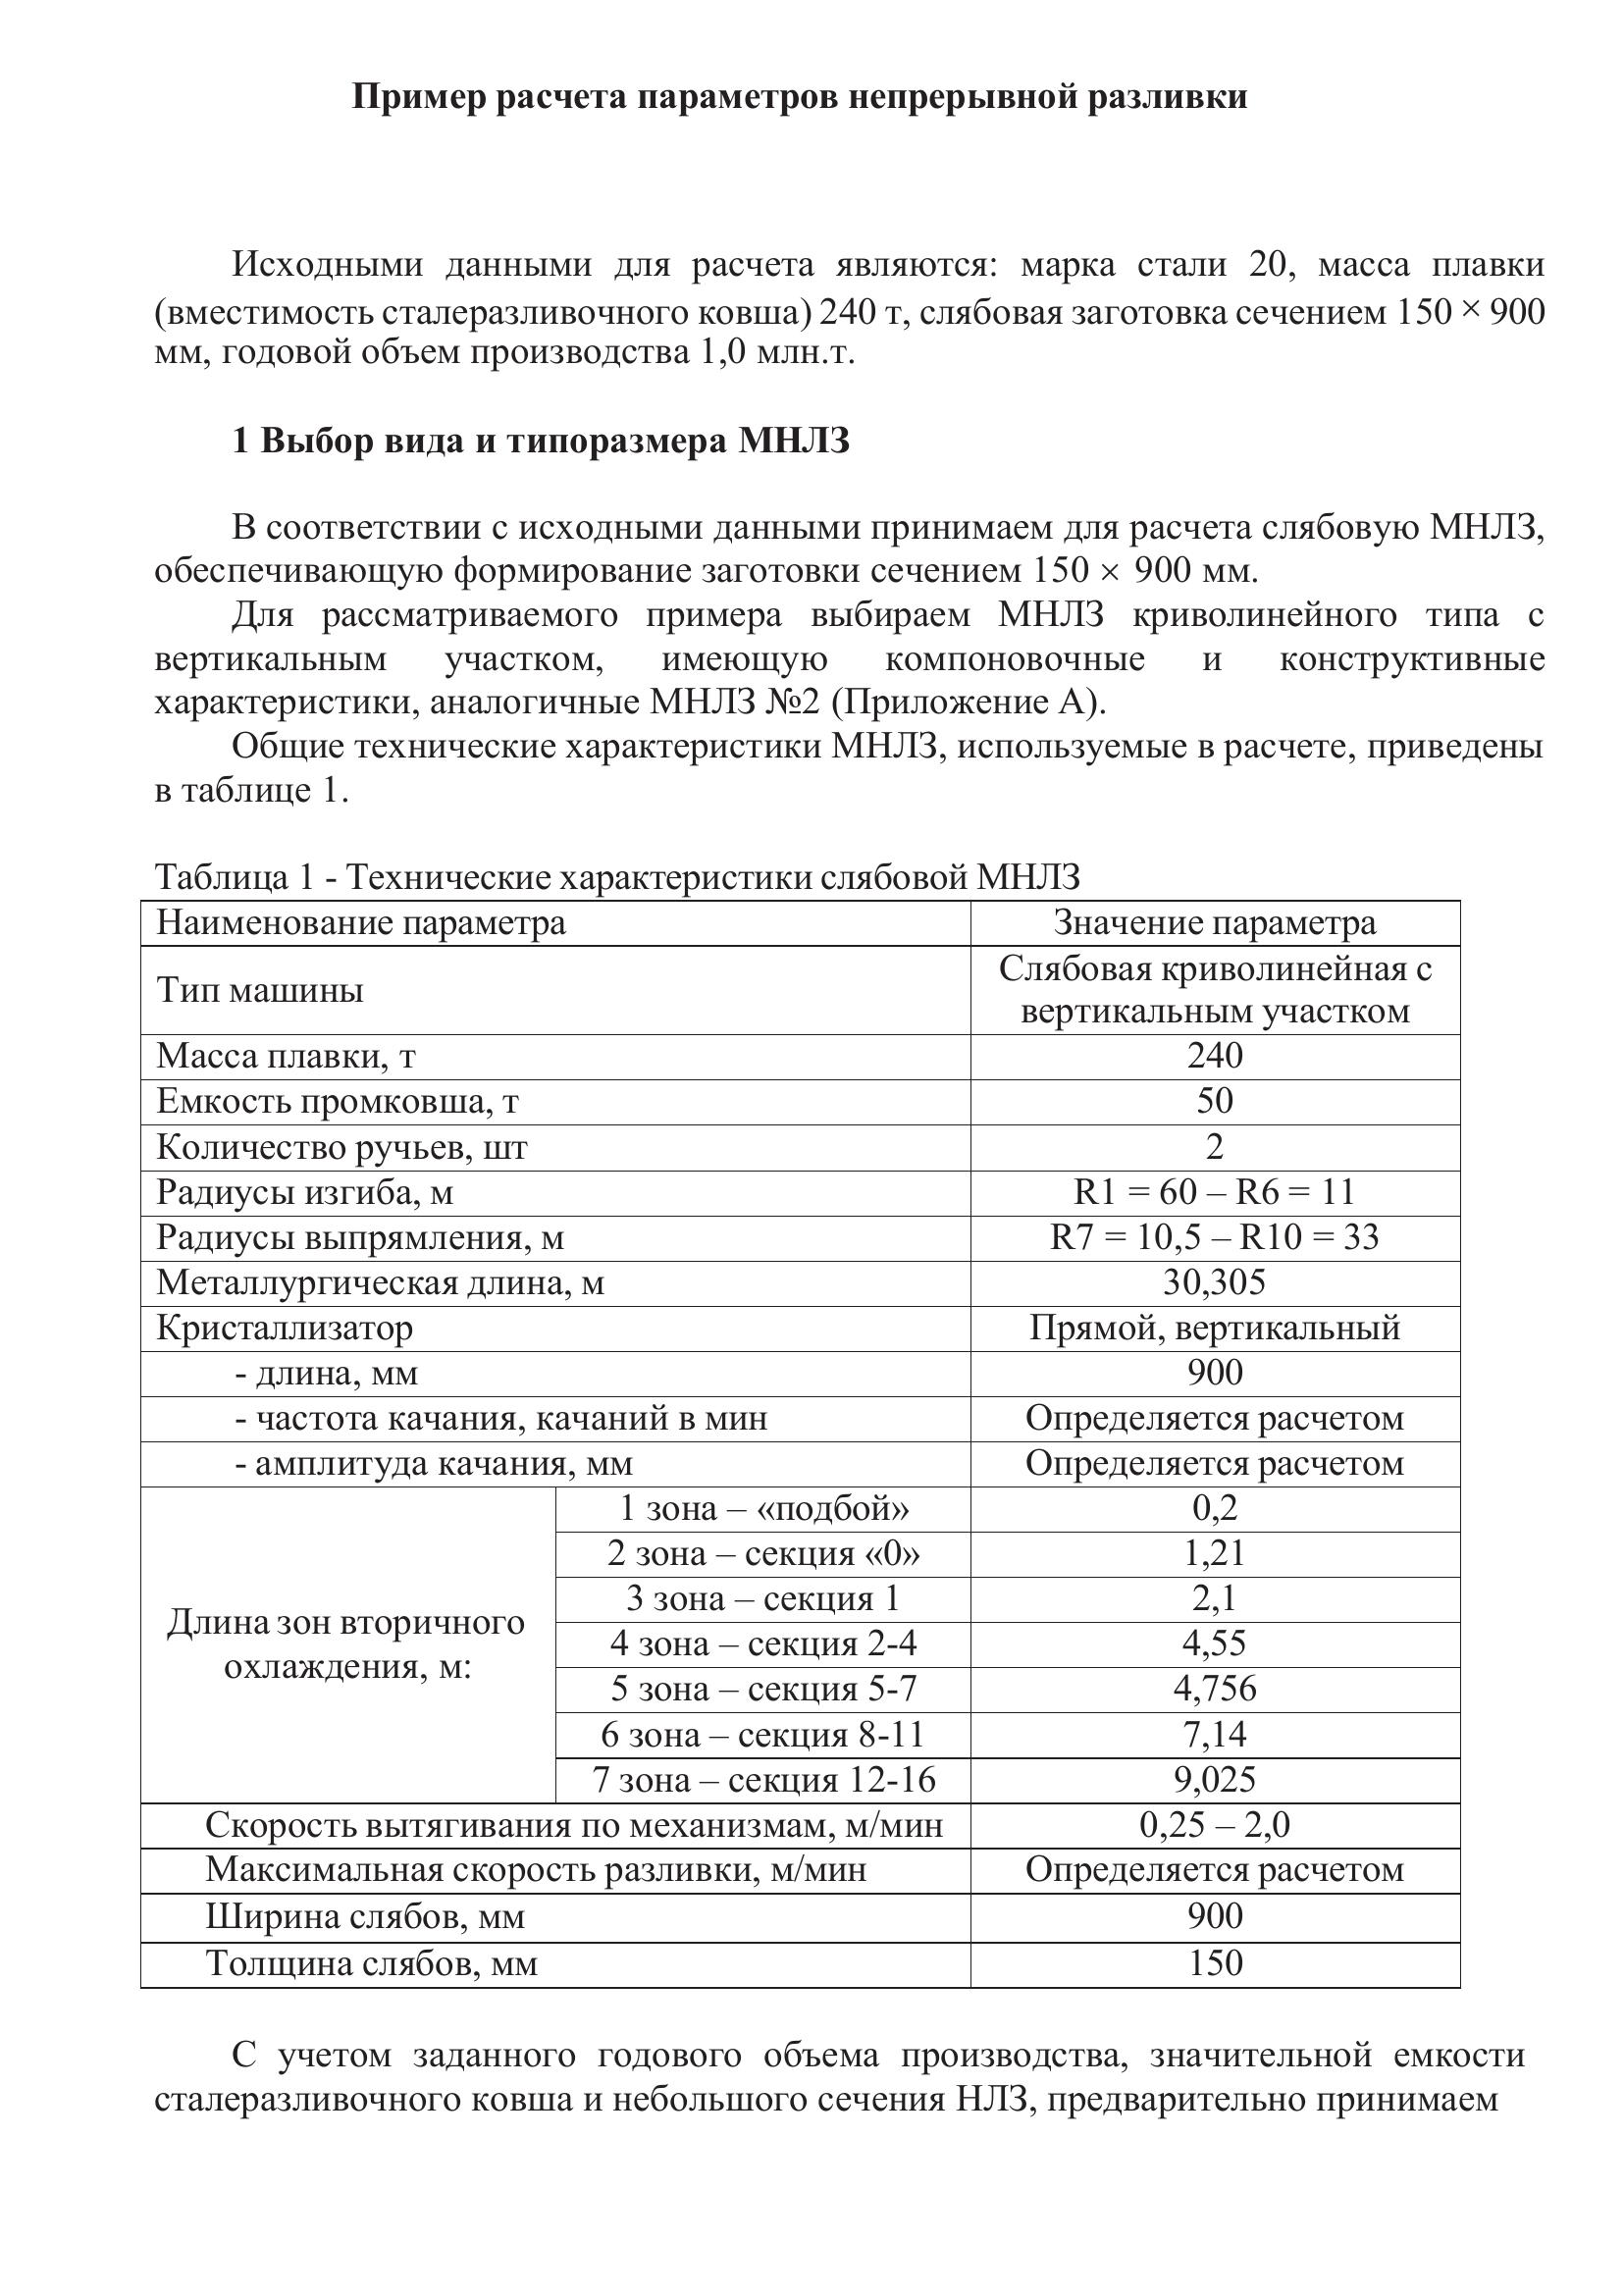 Пример расчета параметров непрерывной разливки
Исходными данными для расчета являются: марка стали 20, масса плавки
(вместимость сталеразливочного ковша) 240 т, слябовая заготовка сечением 150 × 900
мм, годовой объем производства 1,0 млн.т.
1 Выбор вида и типоразмера МНЛЗ
В соответствии с исходными данными принимаем для расчета слябовую МНЛЗ,
обеспечивающую формирование заготовки сечением 150 × 900 мм.
Для рассматриваемого примера выбираем МНЛЗ криволинейного типа с
вертикальным участком, имеющую компоновочные и конструктивные
характеристики, аналогичные МНЛЗ №2 (Приложение А).
Общие технические характеристики МНЛЗ, используемые в расчете, приведены
в таблице 1.
Таблица 1 - Технические характеристики слябовой МНЛЗ
Наименование параметра Значение параметра
Тип машины Слябовая криволинейная с
вертикальным участком
Масса плавки, т 240
Емкость промковша, т 50
Количество ручьев, шт 2
Радиусы изгиба, м R1 = 60 – R6 = 11
Радиусы выпрямления, м R7 = 10,5 – R10 = 33
Металлургическая длина, м 30,305
Кристаллизатор Прямой, вертикальный
- длина, мм 900
- частота качания, качаний в мин Определяется расчетом
- амплитуда качания, мм Определяется расчетом
Длина зон вторичного
охлаждения, м:
1 зона – «подбой» 0,2
2 зона – секция «0» 1,21
3 зона – секция 1 2,1
4 зона – секция 2-4 4,55
5 зона – секция 5-7 4,756
6 зона – секция 8-11 7,14
7 зона – секция 12-16 9,025
Скорость вытягивания по механизмам, м/мин 0,25 – 2,0
Максимальная скорость разливки, м/мин Определяется расчетом
Ширина слябов, мм 900
Толщина слябов, мм 150
С учетом заданного годового объема производства, значительной емкости
сталеразливочного ковша и небольшого сечения НЛЗ, предварительно принимаем